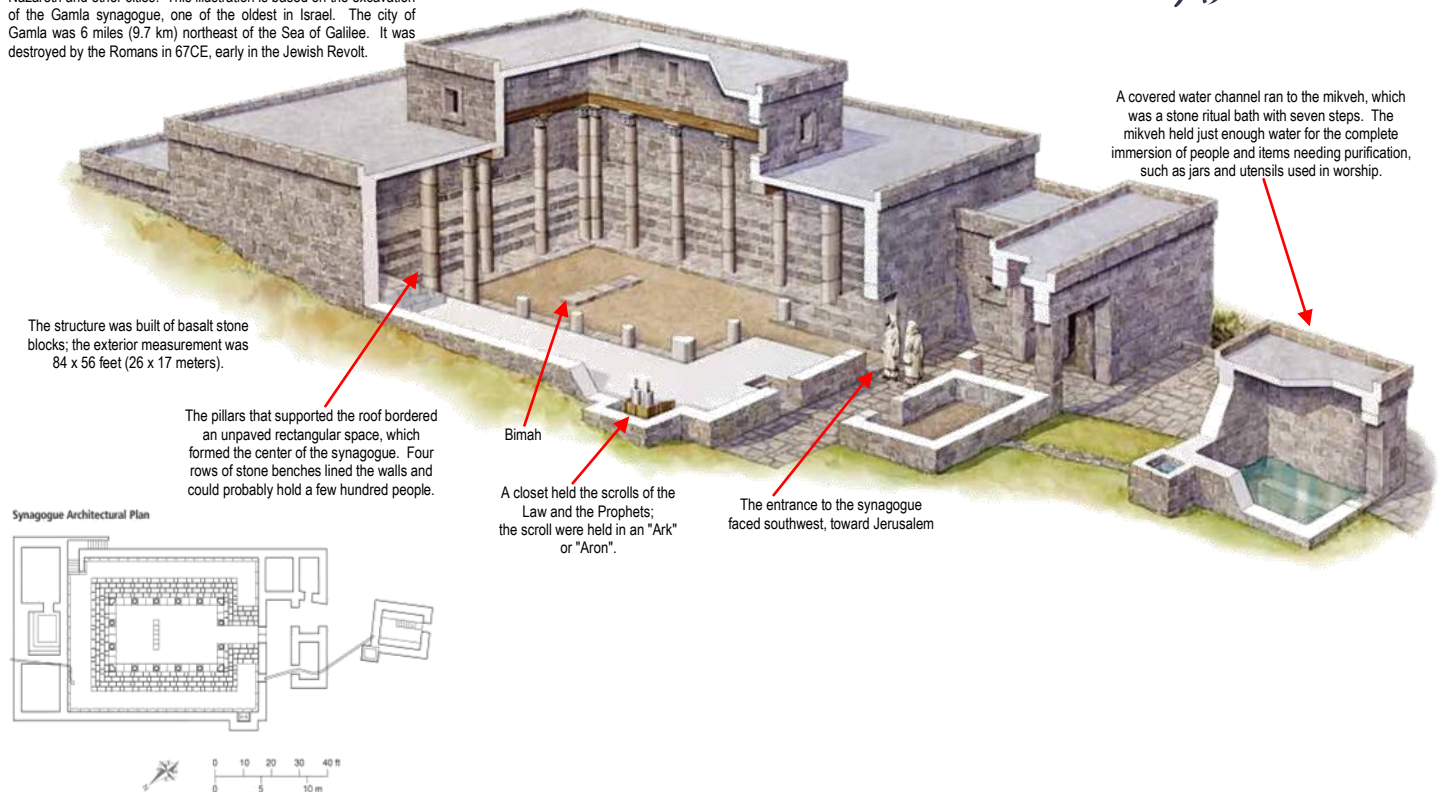 of the Gamla synagogue, one of the oldest in Israel. The city of
Gamla was 6 miles (9.7 km) northeast of the Sea of Galilee. It was
destroyed by the Romans in 67CE, early in the Jewish Revolt.
A covered water channel ran to the mikveh, which
was a stone ritual bath with seven steps. The
mikveh held just enough water for the complete
immersion of people and items needing purification,
such as jars and utensils used in worship.
The structure was built of basalt stone
blocks; the exterior measurement was
84 x 56 feet (26 x 17 meters).
The pillars that supported the roof bordered
an unpaved rectangular space, which
formed the center of the synagogue. Four
rows of stone benches lined the walls and
could probably hold a few hundred people.
Bimah
A closet held the scrolls of the
Law and the Prophets;
the scroll were held in an "Ark"
or "Aron".
The entrance to the synagogue
faced southwest, toward Jerusalem
Synagogue Architectural Plan
0 10 20 30 40 ft
0 5 10 m